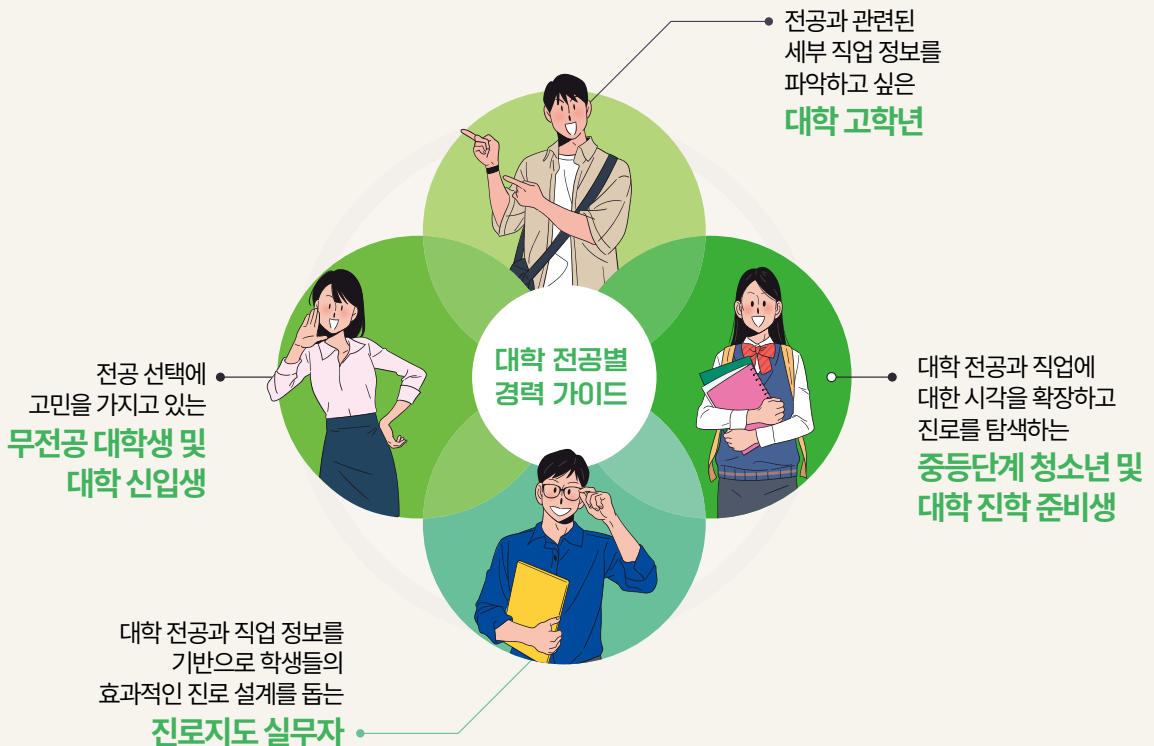 전공과 관련된
세부 직업 정보를
파악하고 싶은
대학 고학년
대학 전공별
경력 가이드
전공 선택에
고민을 가지고 있는
무전공 대학생 및
대학 신입생
대학 전공과 직업에
대한 시각을 확장하고
진로를 탐색하는
중등단계 청소년 및
대학 진학 준비생
대학 전공과 직업 정보를
기반으로 학생들의
효과적인 진로 설계를 돕는
진로지도 실무자